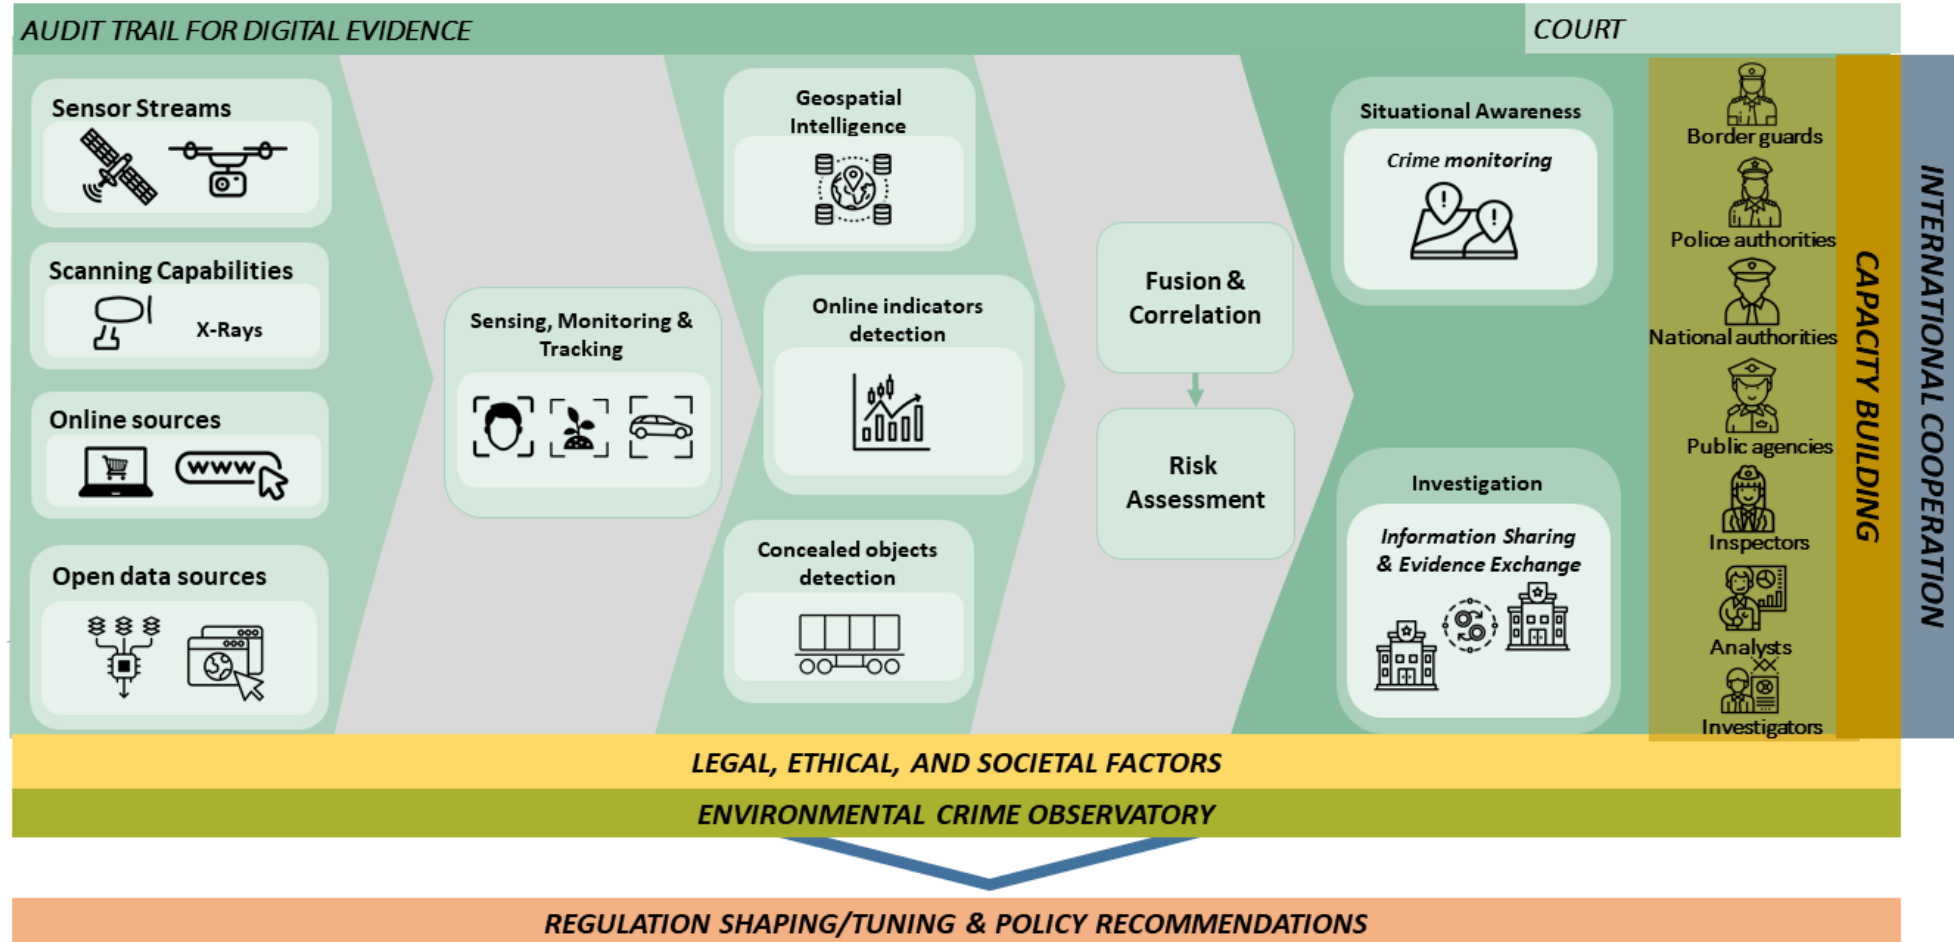 AUDIT TRAIL FOR DIGITAL EVIDENCE
COURT
Sensor Streams
Scanning Capabilities
X-Rays
Online sources
WWW
Open data sources
Sensing, Monitoring &
Tracking
Geospatial
Intelligence
Online indicators
detection
Concealed objects
detection
Fusion &
Correlation
Risk
Assessment
Situational Awareness
Crime monitoring
Investigation
Information Sharing
& Evidence Exchange
Border guards
Police authorities
National authorities
Public agencies
Inspectors
Analysts
Investigators
CAPACITY BUILDING
INTERNATIONAL COOPERATION
LEGAL, ETHICAL, AND SOCIETAL FACTORS
ENVIRONMENTAL CRIME OBSERVATORY
REGULATION SHAPING/TUNING & POLICY RECOMMENDATIONS